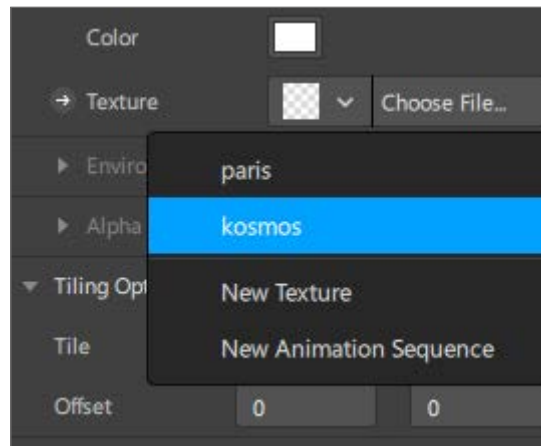 Color
Texture
Choose File...
Enviro
paris
Alpha
kosmos
Tiling Opt
New Texture
Tile
New Animation Sequence
Offset 0 0